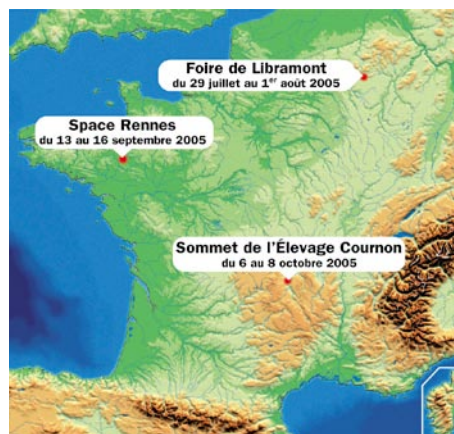 Foire de Libramont
du 29 juillet au 1er août 2005
Space Rennes
du 13 au 16 septembre 2005
Sommet de l'Élevage Cournon
du 6 au 8 octobre 2005